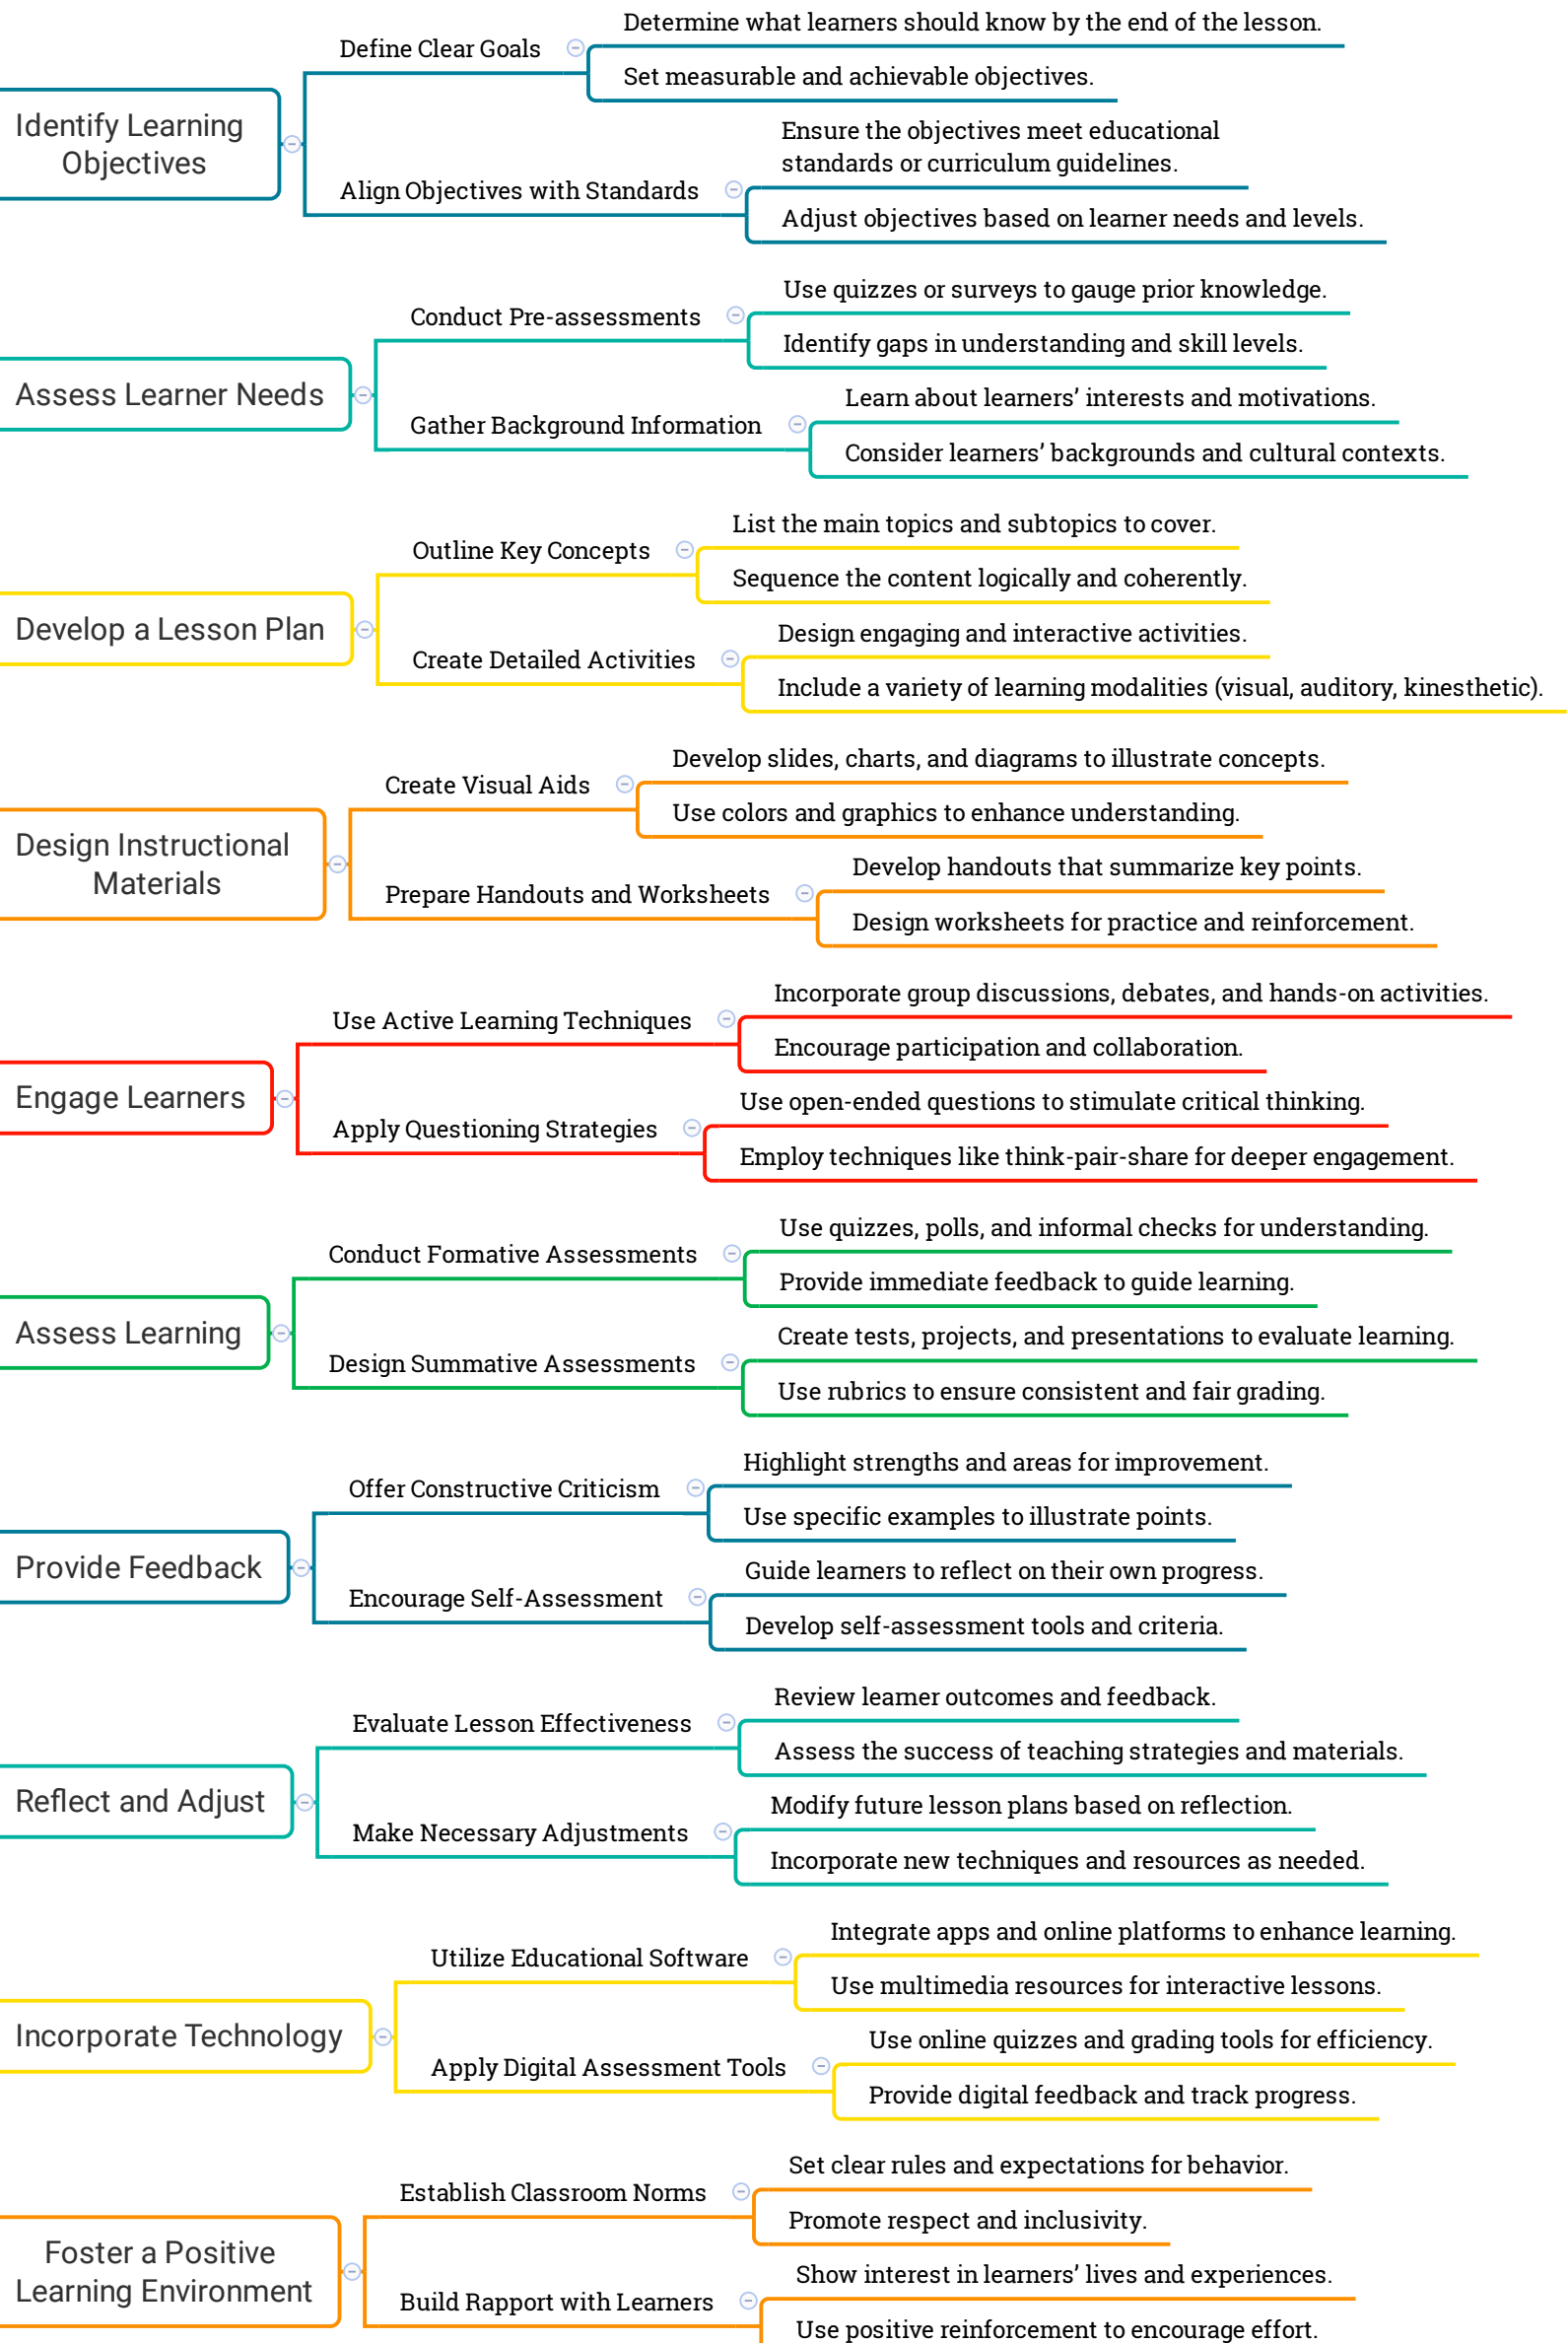 Identify Learning
Objectives
Define Clear Goals
Determine what learners should know by the end of the lesson.
Set measurable and achievable objectives.
Align Objectives with Standards
Ensure the objectives meet educational
standards or curriculum guidelines.
Adjust objectives based on learner needs and levels.
Assess Learner Needs
Conduct Pre-assessments
Use quizzes or surveys to gauge prior knowledge.
Identify gaps in understanding and skill levels.
Gather Background Information
Learn about learners’ interests and motivations.
Consider learners’ backgrounds and cultural contexts.
Develop a Lesson Plan
Outline Key Concepts
List the main topics and subtopics to cover.
Sequence the content logically and coherently.
Create Detailed Activities
Design engaging and interactive activities.
Include a variety of learning modalities (visual, auditory, kinesthetic).
Design Instructional
Materials
Create Visual Aids
Develop slides, charts, and diagrams to illustrate concepts.
Use colors and graphics to enhance understanding.
Prepare Handouts and Worksheets
Develop handouts that summarize key points.
Design worksheets for practice and reinforcement.
Engage Learners
Use Active Learning Techniques
Incorporate group discussions, debates, and hands-on activities.
Encourage participation and collaboration.
Apply Questioning Strategies
Use open-ended questions to stimulate critical thinking.
Employ techniques like think-pair-share for deeper engagement.
Assess Learning
Conduct Formative Assessments
Use quizzes, polls, and informal checks for understanding.
Provide immediate feedback to guide learning.
Design Summative Assessments
Create tests, projects, and presentations to evaluate learning.
Use rubrics to ensure consistent and fair grading.
Provide Feedback
Offer Constructive Criticism
Highlight strengths and areas for improvement.
Use specific examples to illustrate points.
Encourage Self-Assessment
Guide learners to reflect on their own progress.
Develop self-assessment tools and criteria.
Reflect and Adjust
Evaluate Lesson Effectiveness
Review learner outcomes and feedback.
Assess the success of teaching strategies and materials.
Make Necessary Adjustments
Modify future lesson plans based on reflection.
Incorporate new techniques and resources as needed.
Incorporate Technology
Utilize Educational Software
Integrate apps and online platforms to enhance learning.
Use multimedia resources for interactive lessons.
Apply Digital Assessment Tools
Use online quizzes and grading tools for efficiency.
Provide digital feedback and track progress.
Foster a Positive
Learning Environment
Establish Classroom Norms
Set clear rules and expectations for behavior.
Promote respect and inclusivity.
Build Rapport with Learners
Show interest in learners’ lives and experiences.
Use positive reinforcement to encourage effort.